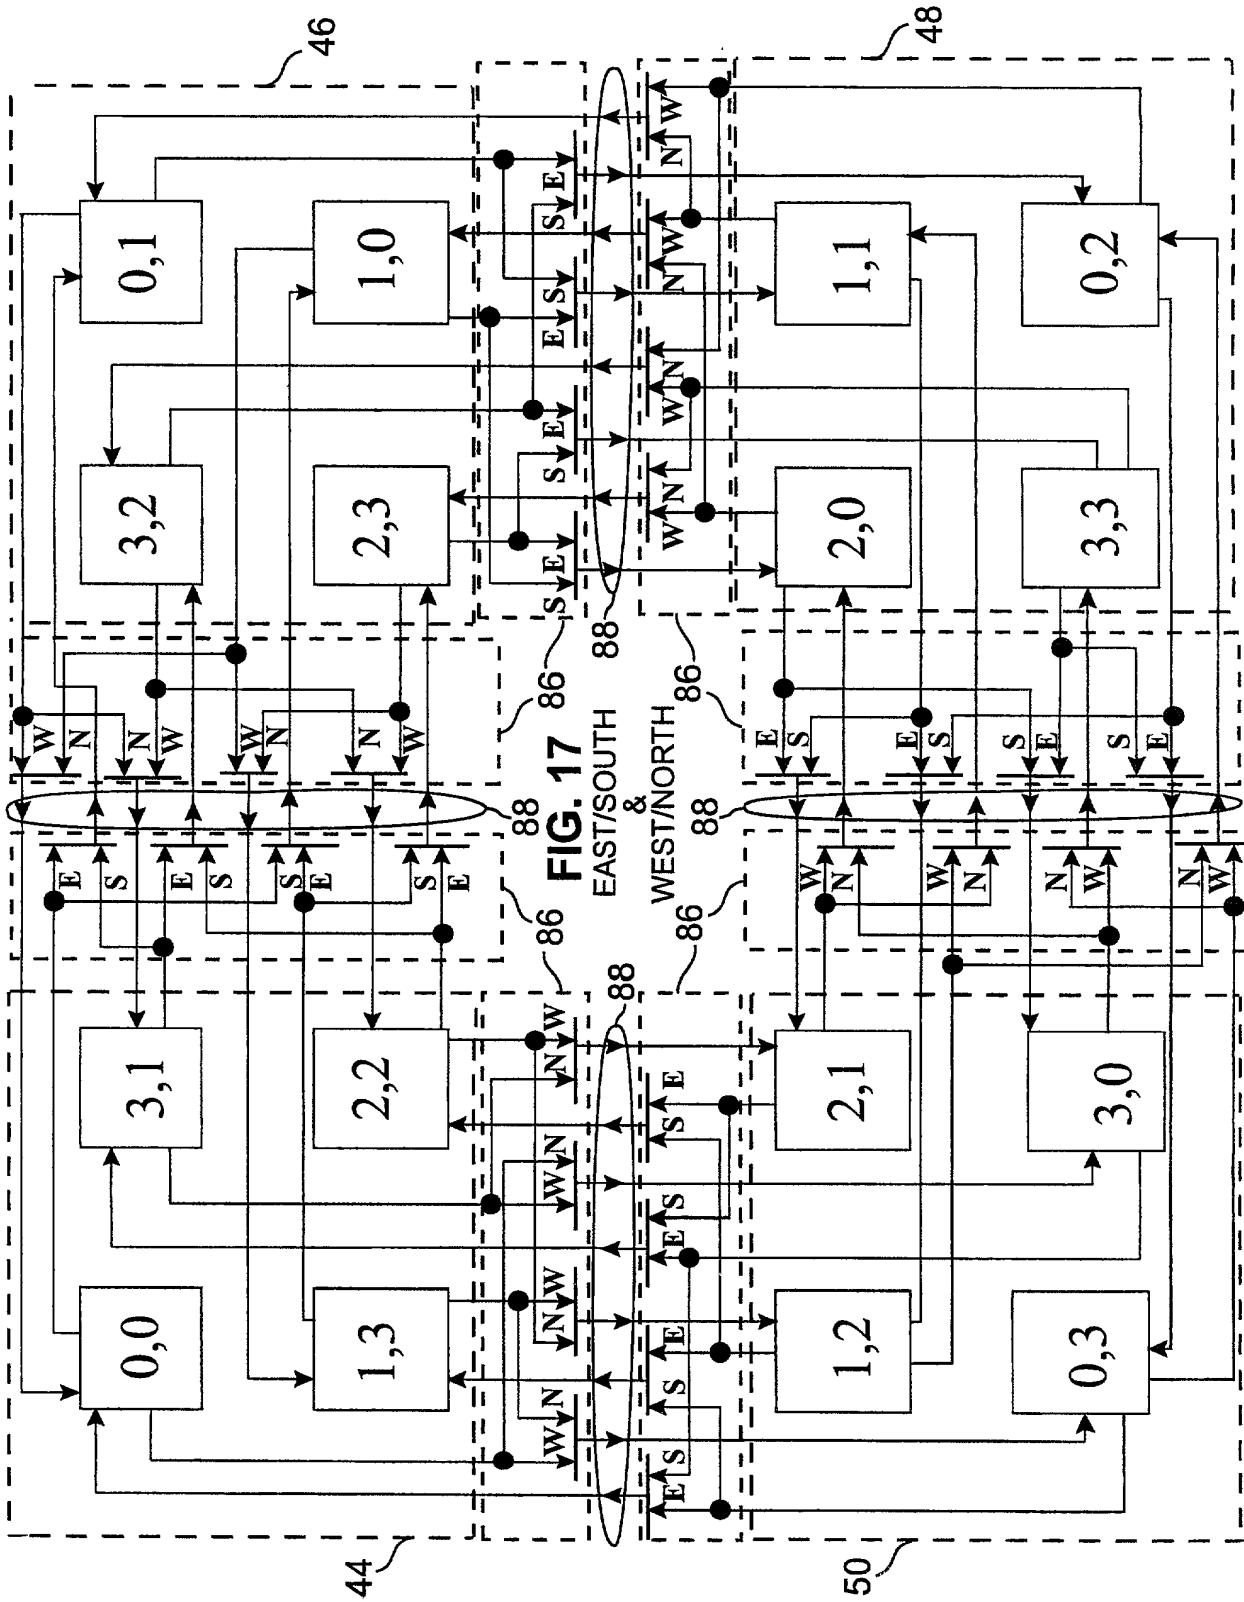 46
44
0,0
3,1
3,2
0,1
1,3
2,2
2,3
1,0
E
S
E
S
S
E
S
E
W
N
N
W
W
N
N
W
86
86
88
W N
N W
W N
N W
S E
S E
E S
S E
FIG. 17
EAST/SOUTH
&
WEST/NORTH
88
88
E S
S E
E S
S E
W N
W N
N W
N W
86
86
88
2,1
2,0
1,2
1,1
3,0
3,3
0,3
0,2
W
N
W
N
N
W
N
W
E
S
E
S
S
E
S
E
50
48